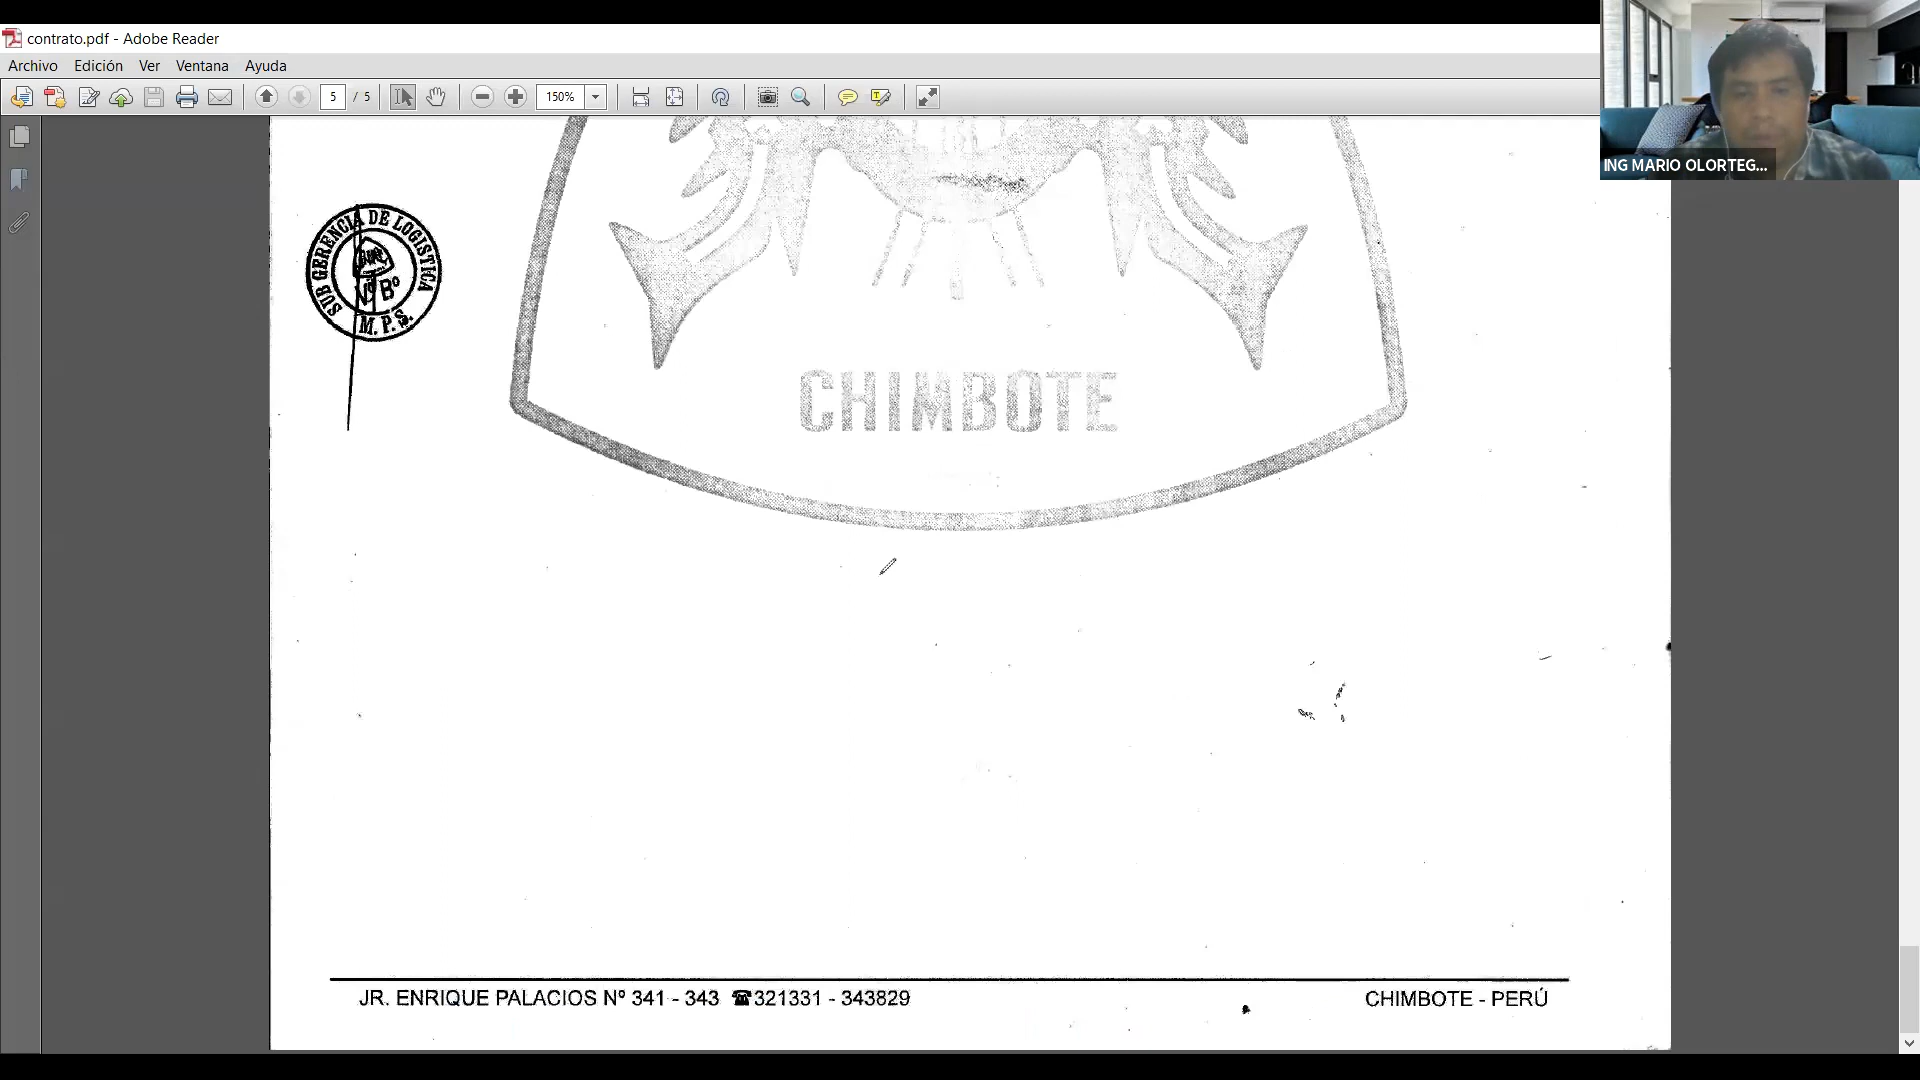 contrato.pdf - Adobe Reader
Archivo Edición Ver Ventana Ayuda
5 / 5 150%
ING MARIO OLORTEG...
SUB GERENCIA DE LOGISTICA
Vº Bº
M. P. S.
CHIMBOTE
JR. ENRIQUE PALACIOS Nº 341 - 343 ☎321331 - 343829
CHIMBOTE - PERÚ